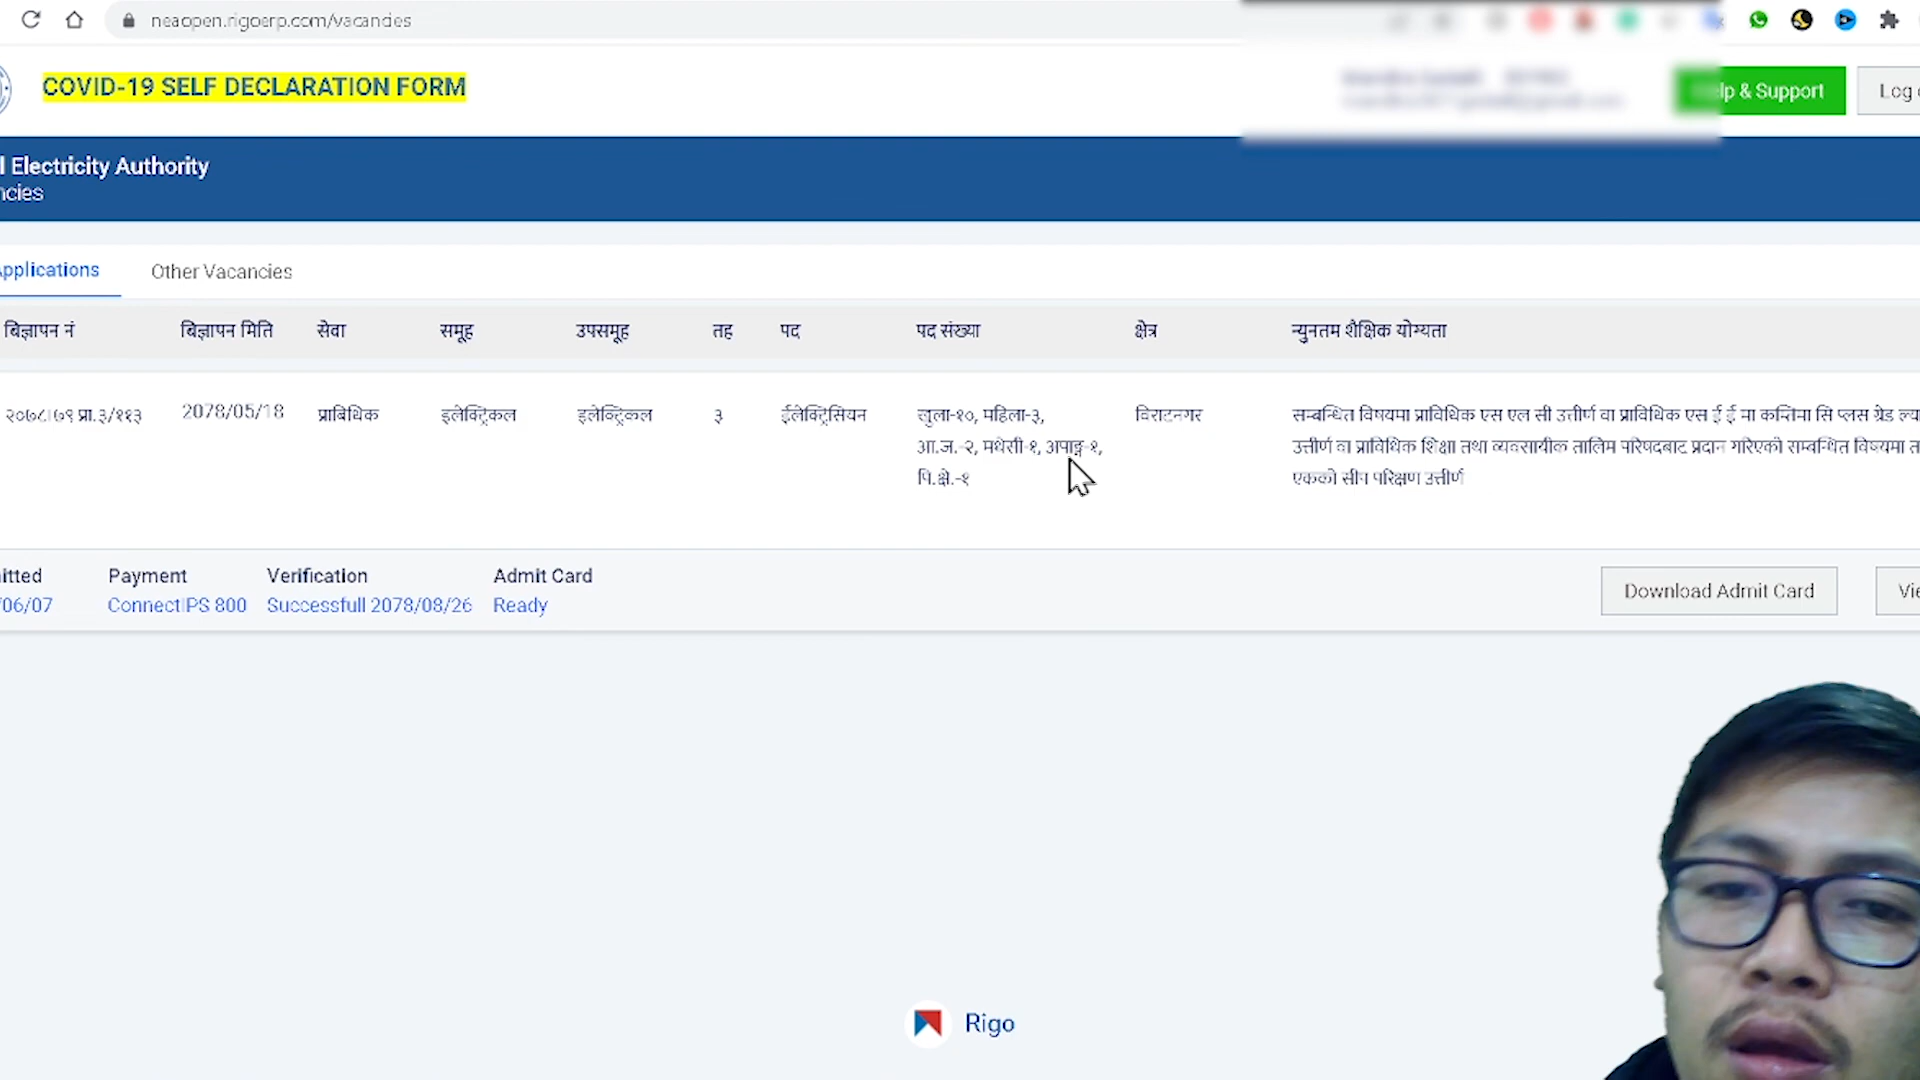 neaopen.rigoerp.com/vacancies
COVID-19 SELF DECLARATION FORM
lp & Support
Log
l Electricity Authority
ncies
Applications
Other Vacancies
बिज्ञापन नं
बिज्ञापन मिति
सेवा
समूह
उपसमूह
तह
पद
पद संख्या
क्षेत्र
न्युनतम शैक्षिक योग्यता
२०७८।७९ प्रा.३/११३
2078/05/18
प्राबिधिक
इलेक्ट्रिकल
इलेक्ट्रिकल
३
ईलेक्ट्रिसियन
खुला-१०, महिला-३,
आ.ज.-२, मधेसी-१, अपाङ्ग-१,
पि.क्षे.-१
विराटनगर
सम्बन्धित विषयमा प्राविधिक एस एल सी उत्तीर्ण वा प्राविधिक एस ई ई मा कम्तिमा सि प्लस ग्रेड ल्या
उत्तीर्ण वा प्राविधिक शिक्षा तथा व्यवसायीक तालिम परिषदबाट प्रदान गरिएको सम्बन्धित विषयमा त
एकको सीप परिक्षण उत्तीर्ण
itted
Payment
Verification
Admit Card
/06/07
ConnectIPS 800
Successfull 2078/08/26
Ready
Download Admit Card
Vie
Rigo